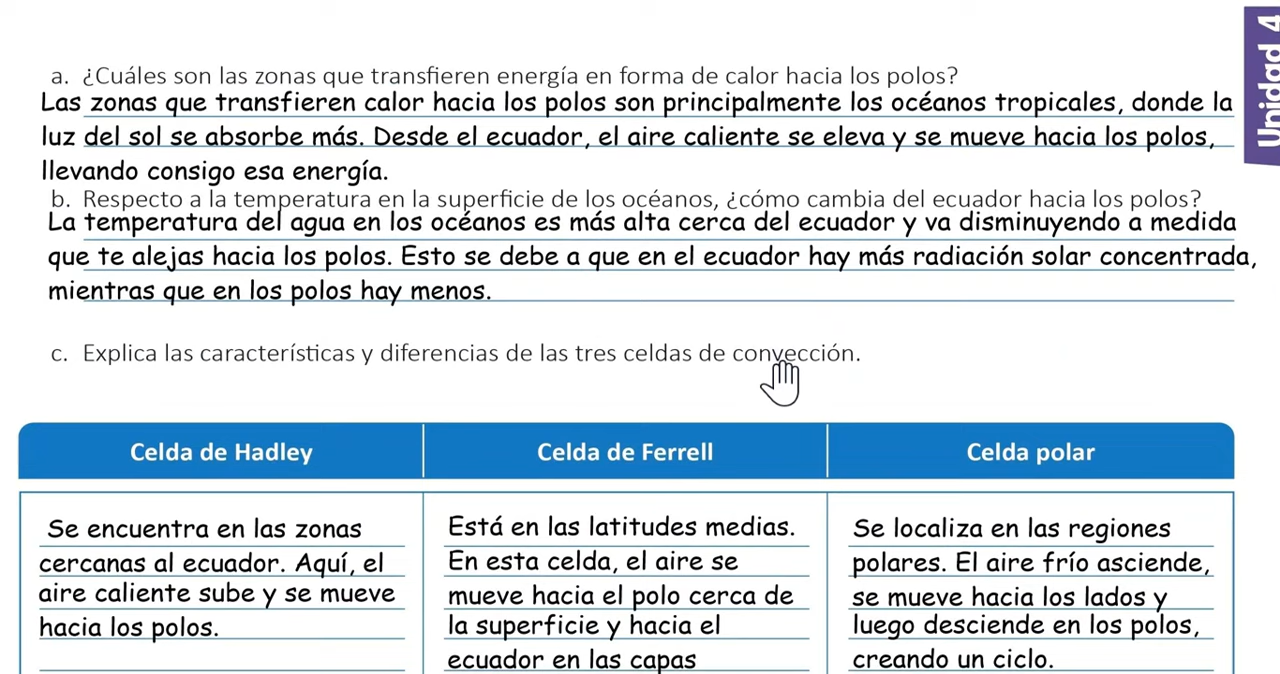 Unidad 4
a. ¿Cuáles son las zonas que transfieren energía en forma de calor hacia los polos?
Las zonas que transfieren calor hacia los polos son principalmente los océanos tropicales, donde la
luz del sol se absorbe más. Desde el ecuador, el aire caliente se eleva y se mueve hacia los polos,
llevando consigo esa energía.
b. Respecto a la temperatura en la superficie de los océanos, ¿cómo cambia del ecuador hacia los polos?
La temperatura del agua en los océanos es más alta cerca del ecuador y va disminuyendo a medida
que te alejas hacia los polos. Esto se debe a que en el ecuador hay más radiación solar concentrada,
mientras que en los polos hay menos.
c. Explica las características y diferencias de las tres celdas de convección.
Celda de Hadley
Se encuentra en las zonas
cercanas al ecuador. Aquí, el
aire caliente sube y se mueve
hacia los polos.
Celda de Ferrell
Está en las latitudes medias.
En esta celda, el aire se
mueve hacia el polo cerca de
la superficie y hacia el
ecuador en las capas
Celda polar
Se localiza en las regiones
polares. El aire frío asciende,
se mueve hacia los lados y
luego desciende en los polos,
creando un ciclo.